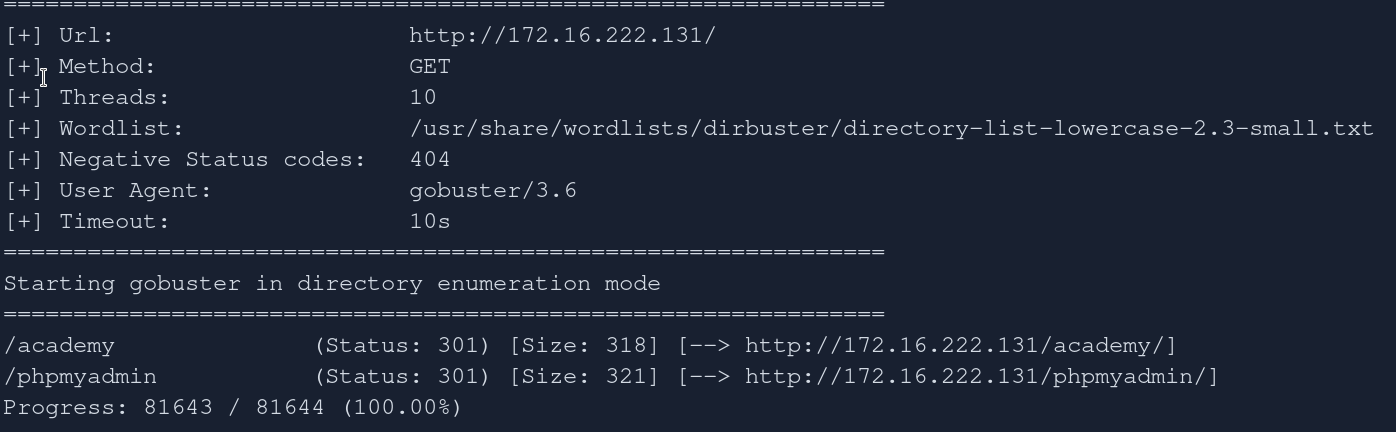 ===============================================================
[+] Url:                     http://172.16.222.131/
[+] Method:                  GET
[+] Threads:                 10
[+] Wordlist:                /usr/share/wordlists/dirbuster/directory-list-lowercase-2.3-small.txt
[+] Negative Status codes:   404
[+] User Agent:              gobuster/3.6
[+] Timeout:                 10s
===============================================================
Starting gobuster in directory enumeration mode
===============================================================
/academy              (Status: 301) [Size: 318] [--> http://172.16.222.131/academy/]
/phpmyadmin           (Status: 301) [Size: 321] [--> http://172.16.222.131/phpmyadmin/]
Progress: 81643 / 81644 (100.00%)